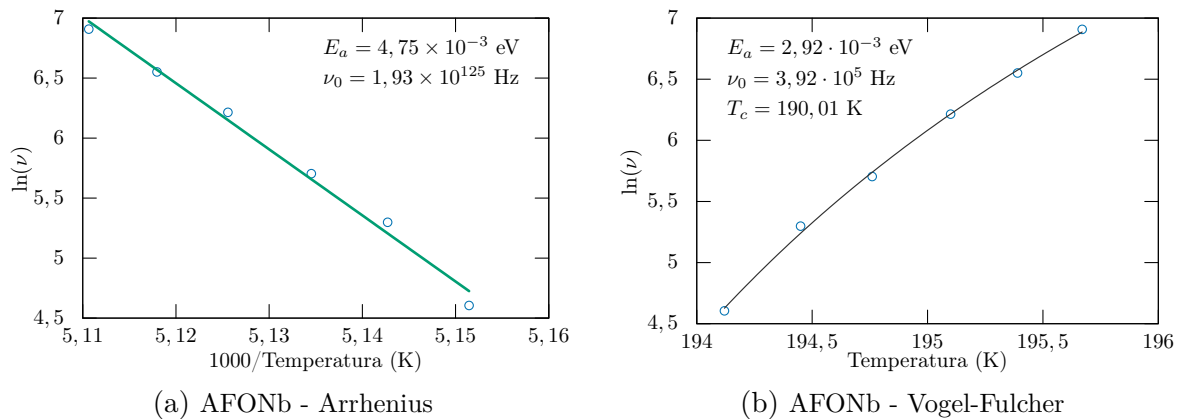 7
6,5
6
5,5
5
4,5
ln(ν)
E_a = 4,75 × 10^{-3} eV
ν_0 = 1,93 × 10^{125} Hz
5,11
5,12
5,13
5,14
5,15
5,16
1000/Temperatura (K)
(a) AFONb - Arrhenius
7
6,5
6
5,5
5
4,5
ln(ν)
E_a = 2,92 · 10^{-3} eV
ν_0 = 3,92 · 10^5 Hz
T_c = 190,01 K
194
194,5
195
195,5
196
Temperatura (K)
(b) AFONb - Vogel-Fulcher